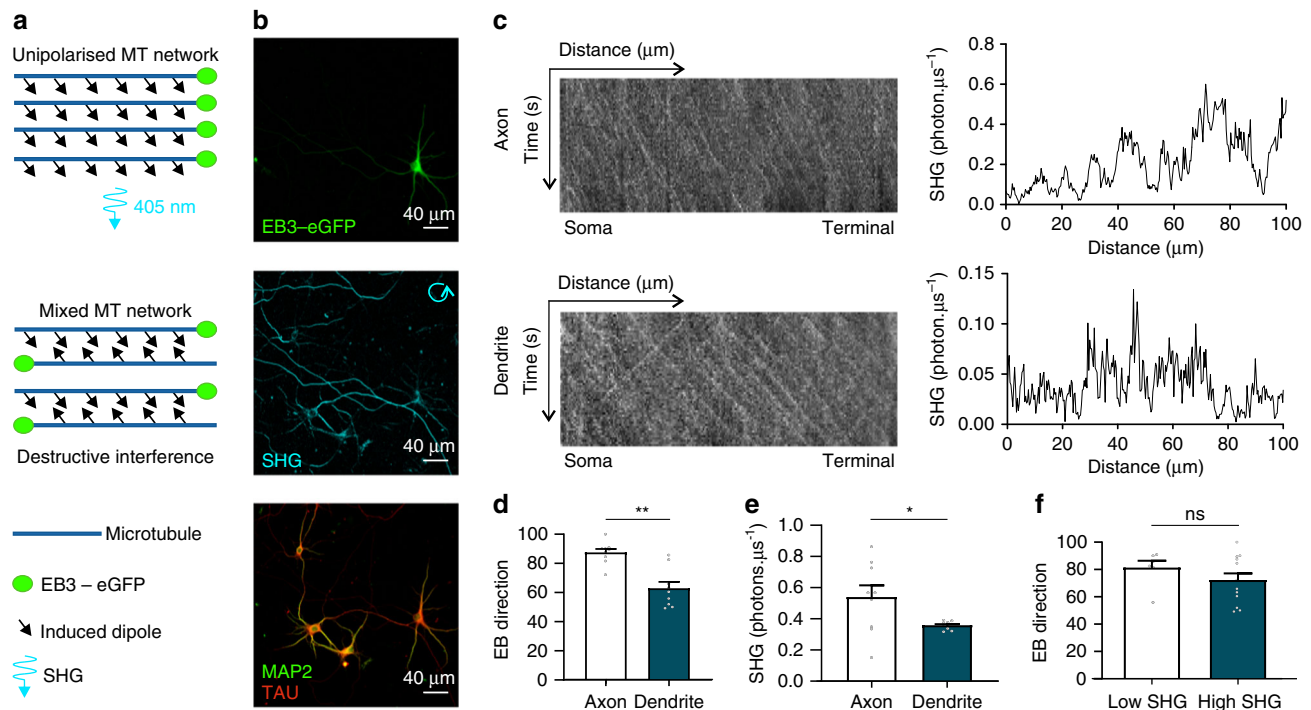 a
Unipolarised MT network
405 nm
Mixed MT network
Destructive interference
Microtubule
EB3 – eGFP
Induced dipole
SHG
b
EB3–eGFP
40 μm
SHG
40 μm
MAP2
TAU
40 μm
c
Distance (μm)
Axon
Time (s)
Soma
Terminal
SHG (photon.μs⁻¹)
0.8
0.6
0.4
0.2
0.0
0
20
40
60
80
100
Distance (μm)
Distance (μm)
Dendrite
Time (s)
Soma
Terminal
SHG (photon.μs⁻¹)
0.15
0.10
0.05
0.00
0
20
40
60
80
100
Distance (μm)
d
**
EB direction
100
80
60
40
20
0
Axon
Dendrite
e
*
SHG (photons.μs⁻¹)
1.0
0.8
0.6
0.4
0.2
0.0
Axon
Dendrite
f
ns
EB direction
100
80
60
40
20
0
Low SHG
High SHG